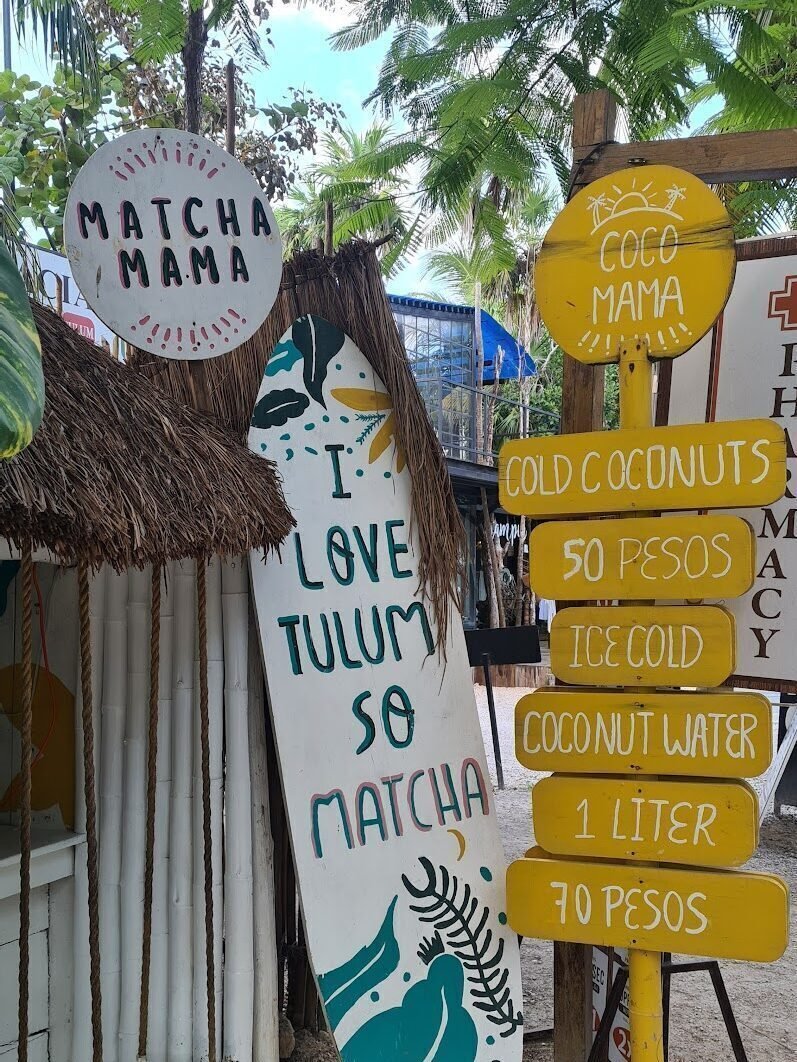 MATCHA
MAMA
I
LOVE
TULUM
SO
MATCHA
COCO
MAMA
COLD COCONUTS
50 PESOS
ICE COLD
COCONUT WATER
1 LITER
70 PESOS
PHARMACY